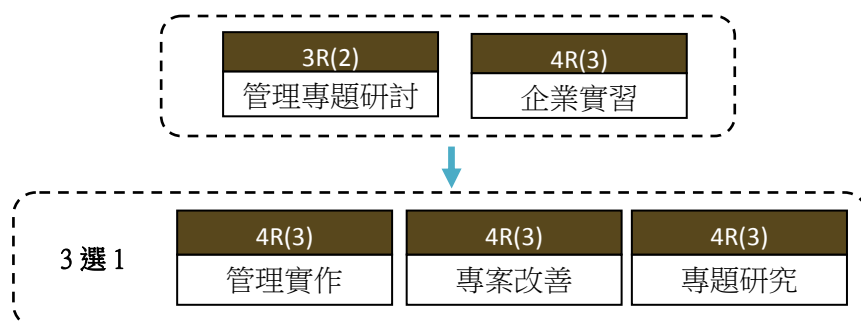 3R(2)
管理專題研討
4R(3)
企業實習
3 選 1
4R(3)
管理實作
4R(3)
專案改善
4R(3)
專題研究